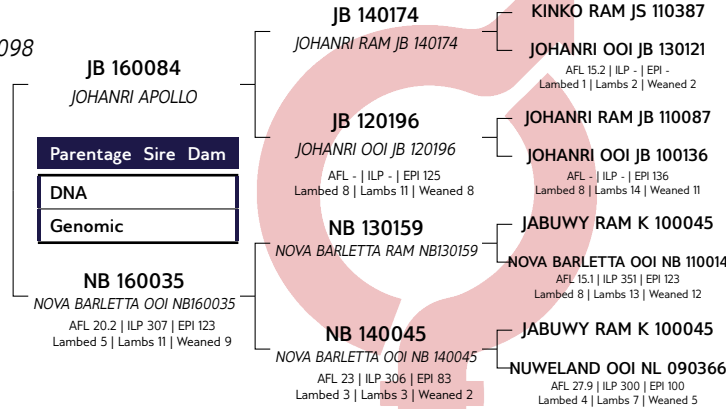 098
JB 160084
JOHANRI APOLLO
Parentage Sire Dam
DNA
Genomic
NB 160035
NOVA BARLETTA OOI NB160035
AFL 20.2 | ILP 307 | EPI 123
Lambed 5 | Lambs 11 | Weaned 9
JB 140174
JOHANRI RAM JB 140174
JB 120196
JOHANRI OOI JB 120196
AFL - | ILP - | EPI 125
Lambed 8 | Lambs 11 | Weaned 8
NB 130159
NOVA BARLETTA RAM NB130159
NB 140045
NOVA BARLETTA OOI NB 140045
AFL 23 | ILP 306 | EPI 83
Lambed 3 | Lambs 3 | Weaned 2
KINKO RAM JS 110387
JOHANRI OOI JB 130121
AFL 15.2 | ILP - | EPI -
Lambed 1 | Lambs 2 | Weaned 2
JOHANRI RAM JB 110087
JOHANRI OOI JB 100136
AFL - | ILP - | EPI 136
Lambed 8 | Lambs 14 | Weaned 11
JABUWY RAM K 100045
NOVA BARLETTA OOI NB 110014
AFL 15.1 | ILP 351 | EPI 123
Lambed 8 | Lambs 13 | Weaned 12
JABUWY RAM K 100045
NUWELAND OOI NL 090366
AFL 27.9 | ILP 300 | EPI 100
Lambed 4 | Lambs 7 | Weaned 5